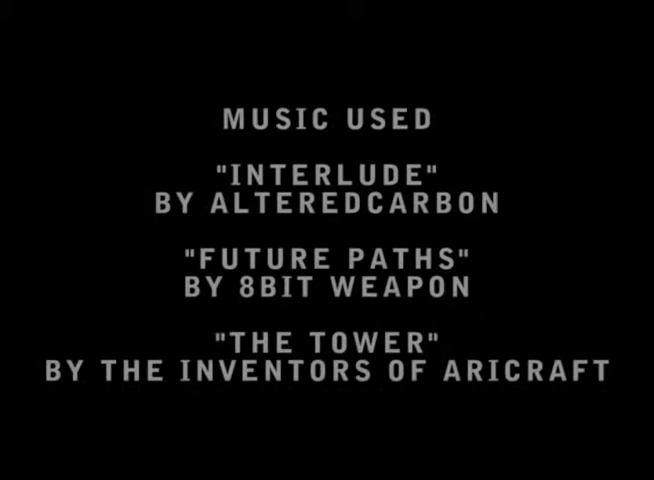 MUSIC USED
"INTERLUDE"
BY ALTEREDCARBON
"FUTURE PATHS"
BY 8BIT WEAPON
"THE TOWER"
BY THE INVENTORS OF ARICRAFT